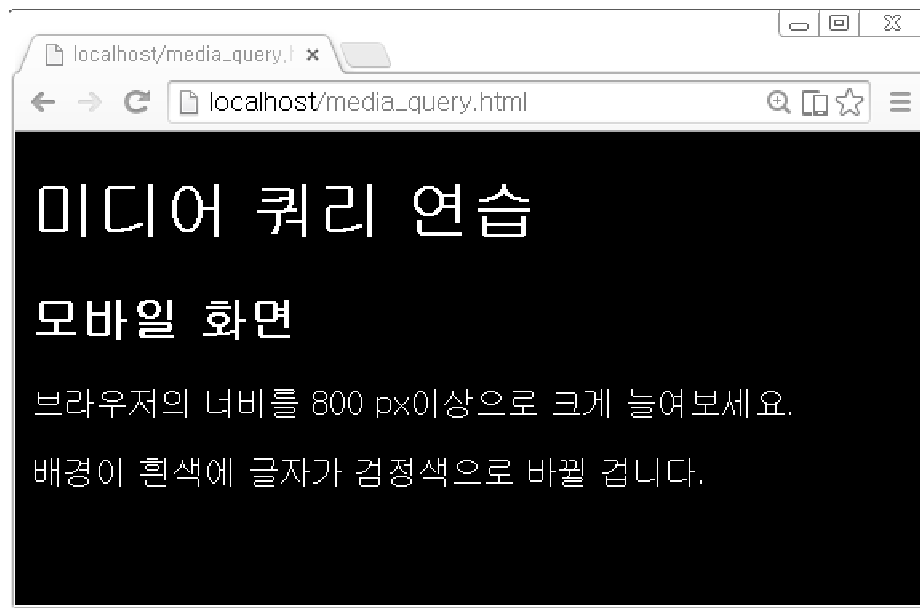 localhost/media_query.h
localhost/media_query.html
미디어 쿼리 연습
모바일 화면
브라우저의 너비를 800 px이상으로 크게 늘여보세요.
배경이 흰색에 글자가 검정색으로 바뀔 겁니다.